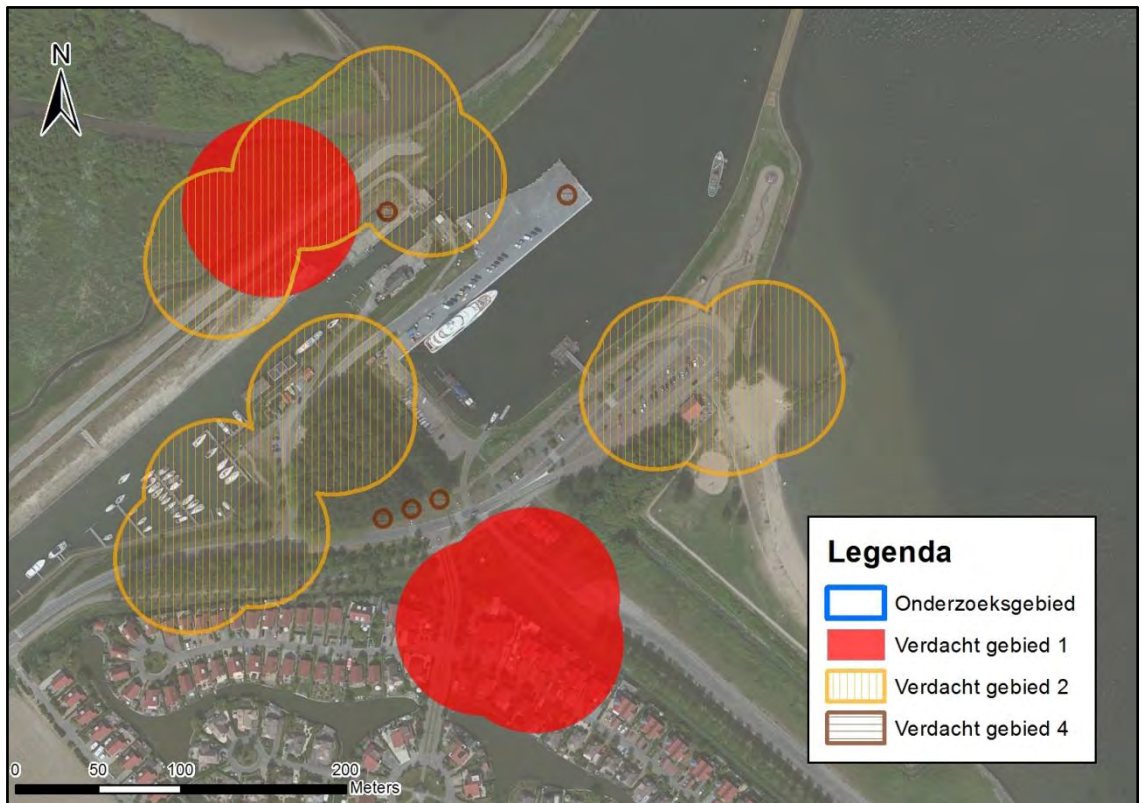 N
Legenda
Onderzoeksgebied
Verdacht gebied 1
Verdacht gebied 2
Verdacht gebied 4
0 50 100 200
Meters